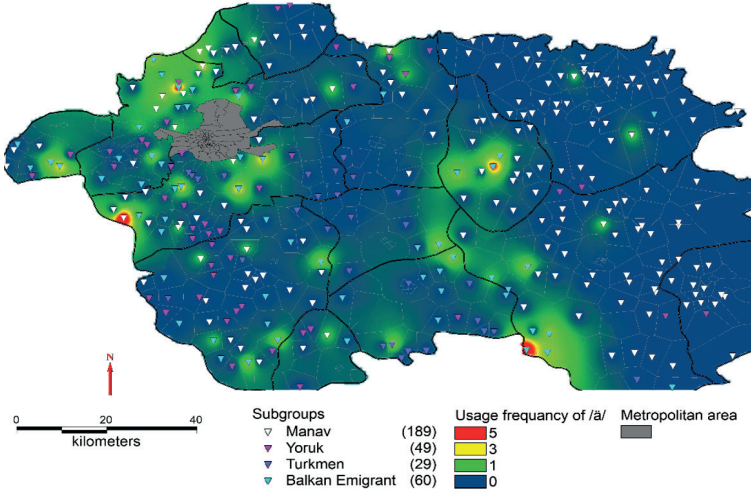 N
0 20 40
kilometers
Subgroups
Manav (189)
Yoruk (49)
Turkmen (29)
Balkan Emigrant (60)
Usage frequancy of /ä/
5
3
1
0
Metropolitan area